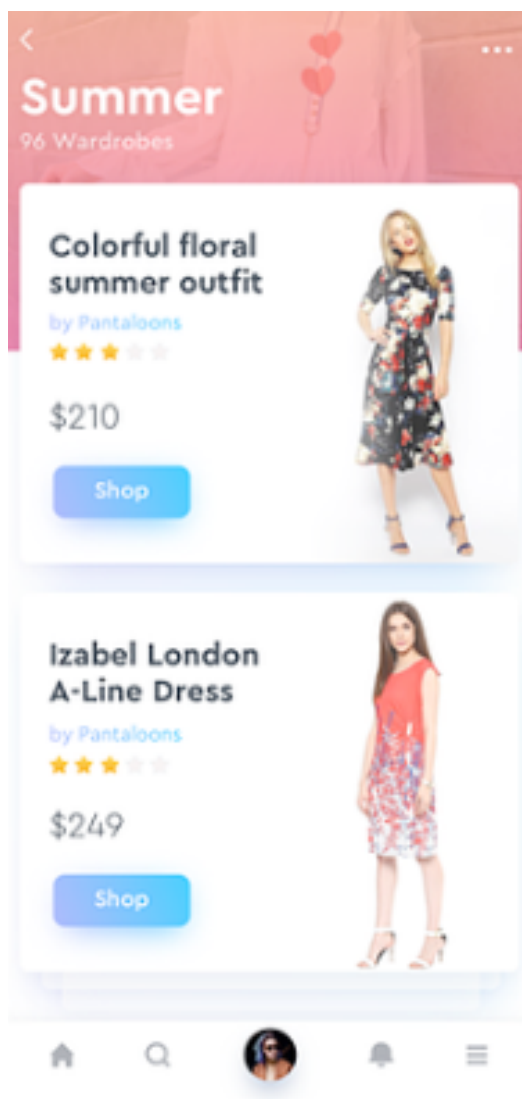 Summer
96 Wardrobes
Colorful floral
summer outfit
by Pantaloons
$210
Shop
Izabel London
A-Line Dress
by Pantaloons
$249
Shop